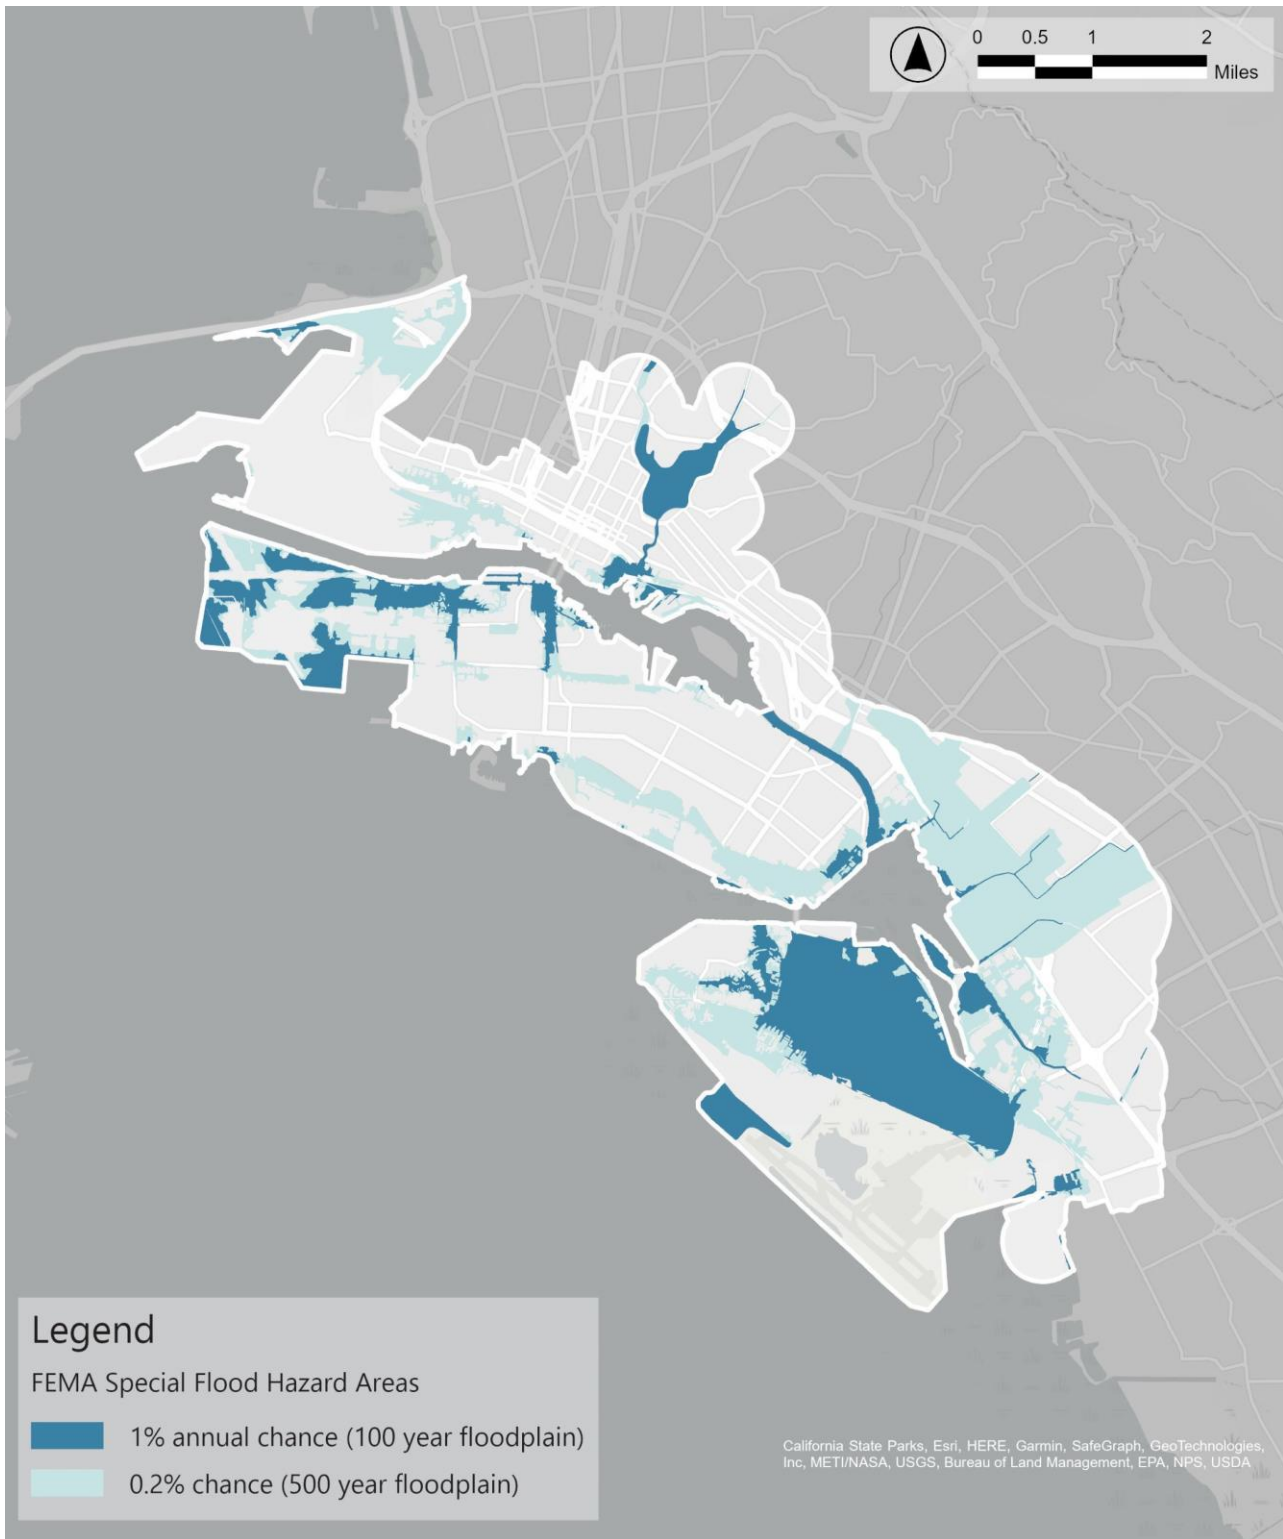 0 0.5 1 2
Miles
Legend
FEMA Special Flood Hazard Areas
1% annual chance (100 year floodplain)
0.2% chance (500 year floodplain)
California State Parks, Esri, HERE, Garmin, SafeGraph, GeoTechnologies,
Inc, METI/NASA, USGS, Bureau of Land Management, EPA, NPS, USDA